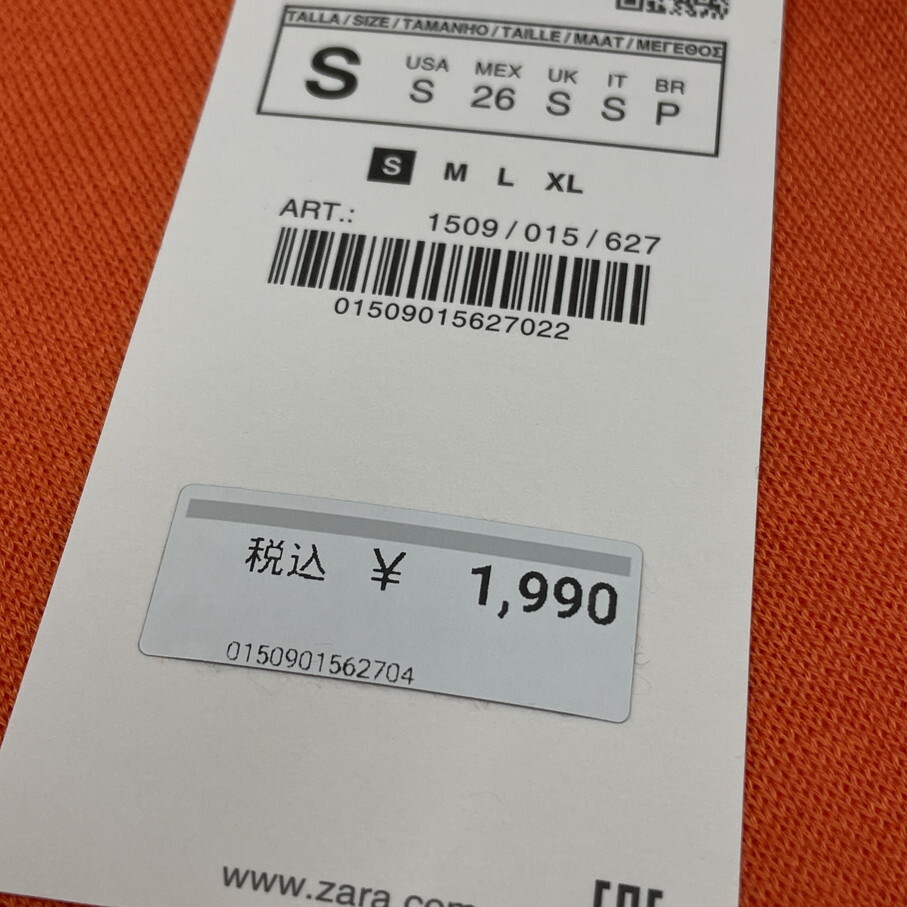 TALLA / SIZE / TAMANHO / TAILLE / MAAT / ΜΕΓΕΘΟΣ
S USA MEX UK IT BR
S 26 S S P
S M L XL
ART.: 1509 / 015 / 627
01509015627022
税込 ¥ 1,990
0150901562704
www.zara.com